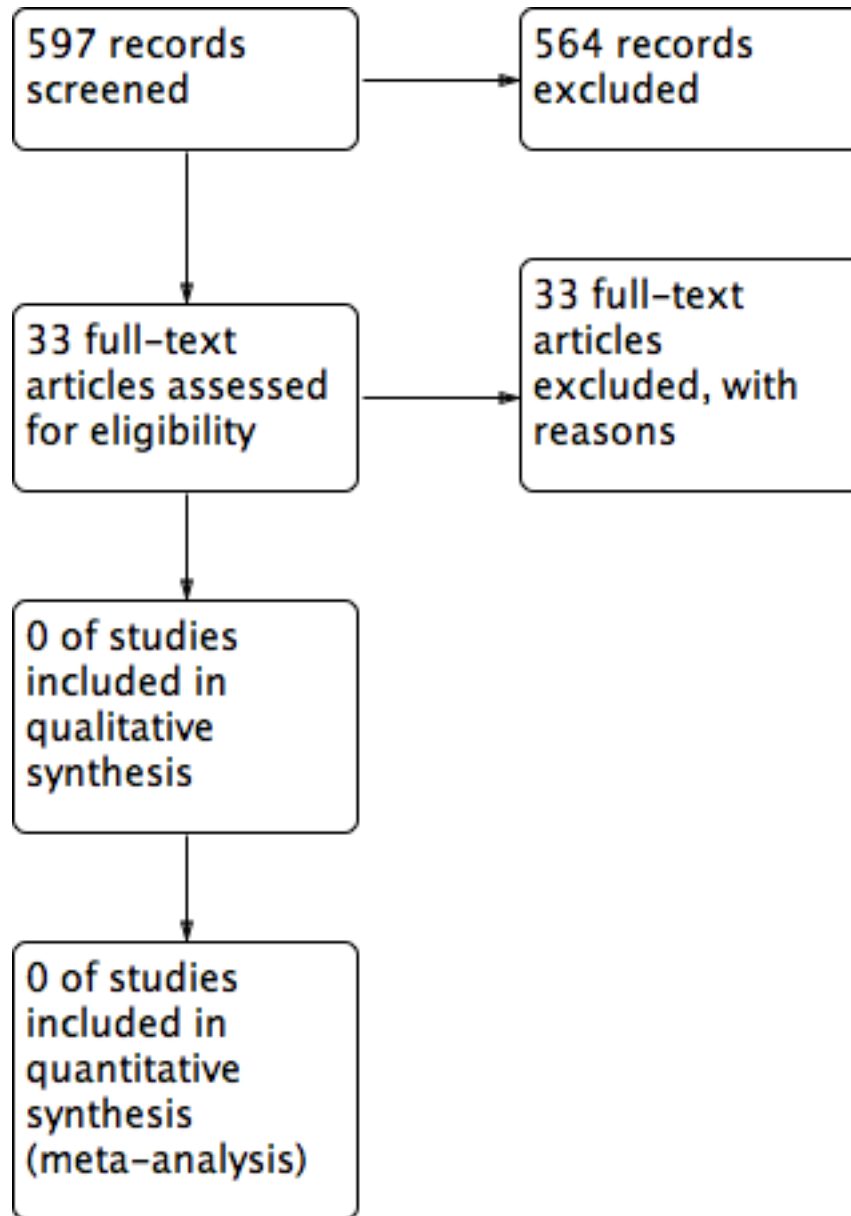 597 records
screened
564 records
excluded
33 full-text
articles assessed
for eligibility
33 full-text
articles
excluded, with
reasons
0 of studies
included in
qualitative
synthesis
0 of studies
included in
quantitative
synthesis
(meta-analysis)